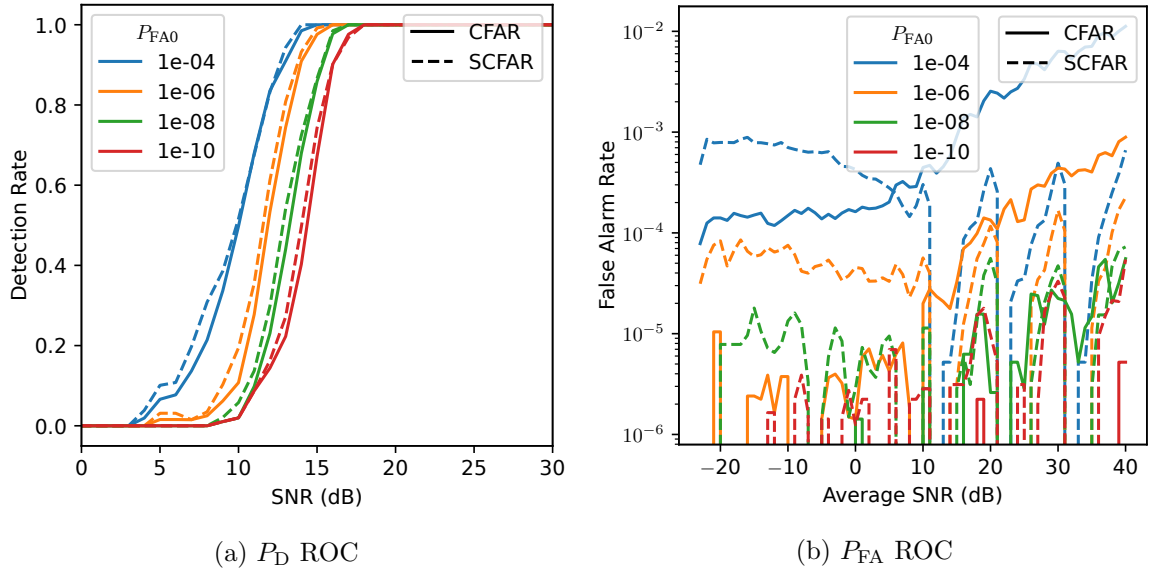 P_FA0
1e-04
1e-06
1e-08
1e-10
CFAR
SCFAR
1.0
0.8
0.6
0.4
0.2
0.0
Detection Rate
0 5 10 15 20 25 30
SNR (dB)
(a) P_D ROC
P_FA0
1e-04
1e-06
1e-08
1e-10
CFAR
SCFAR
10^−2
10^−3
10^−4
10^−5
10^−6
False Alarm Rate
−20 −10 0 10 20 30 40
Average SNR (dB)
(b) P_FA ROC